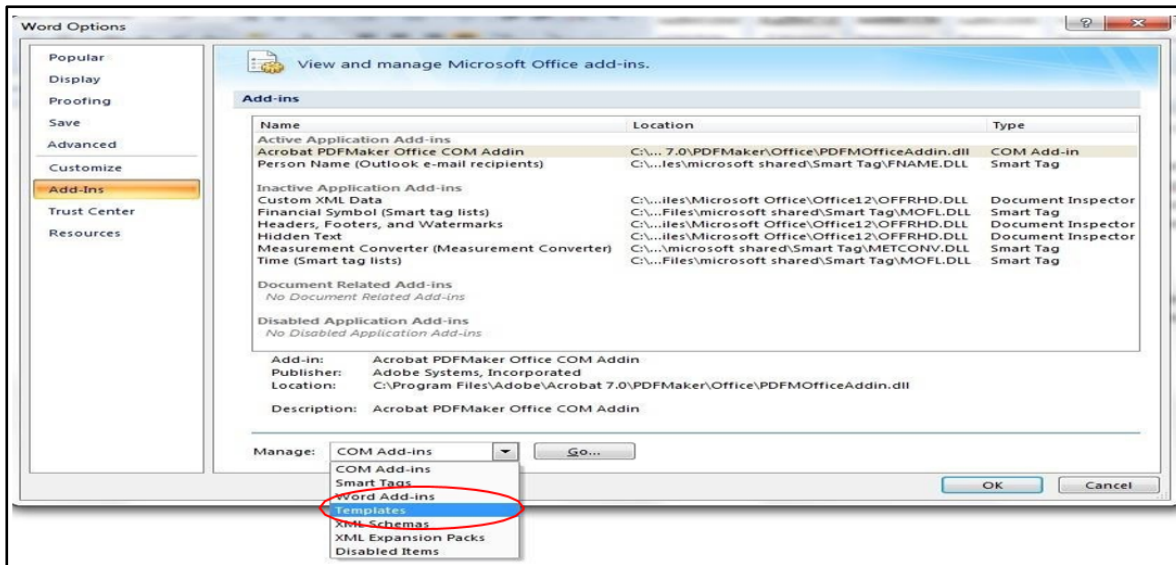 Word Options
Popular
Display
Proofing
Save
Advanced
Customize
Add-Ins
Trust Center
Resources
View and manage Microsoft Office add-ins.
Add-ins
Name Location Type
Active Application Add-ins
Acrobat PDFMaker Office COM Addin C:\... 7.0\PDFMaker\Office\PDFMOfficeAddin.dll COM Add-in
Person Name (Outlook e-mail recipients) C:\...les\microsoft shared\Smart Tag\FNAME.DLL Smart Tag
Inactive Application Add-ins
Custom XML Data C:\...iles\Microsoft Office\Office12\OFFRHD.DLL Document Inspector
Financial Symbol (Smart tag lists) C:\...Files\microsoft shared\Smart Tag\MOFL.DLL Smart Tag
Headers, Footers, and Watermarks C:\...iles\Microsoft Office\Office12\OFFRHD.DLL Document Inspector
Hidden Text C:\...iles\Microsoft Office\Office12\OFFRHD.DLL Document Inspector
Measurement Converter (Measurement Converter) C:\...\microsoft shared\Smart Tag\METCONV.DLL Smart Tag
Time (Smart tag lists) C:\...Files\microsoft shared\Smart Tag\MOFL.DLL Smart Tag
Document Related Add-ins
No Document Related Add-ins
Disabled Application Add-ins
No Disabled Application Add-ins
Add-in: Acrobat PDFMaker Office COM Addin
Publisher: Adobe Systems, Incorporated
Location: C:\Program Files\Adobe\Acrobat 7.0\PDFMaker\Office\PDFMOfficeAddin.dll
Description: Acrobat PDFMaker Office COM Addin
Manage: COM Add-ins Go...
COM Add-ins
Smart Tags
Word Add-ins
Templates
XML Schemas
XML Expansion Packs
Disabled Items
OK Cancel